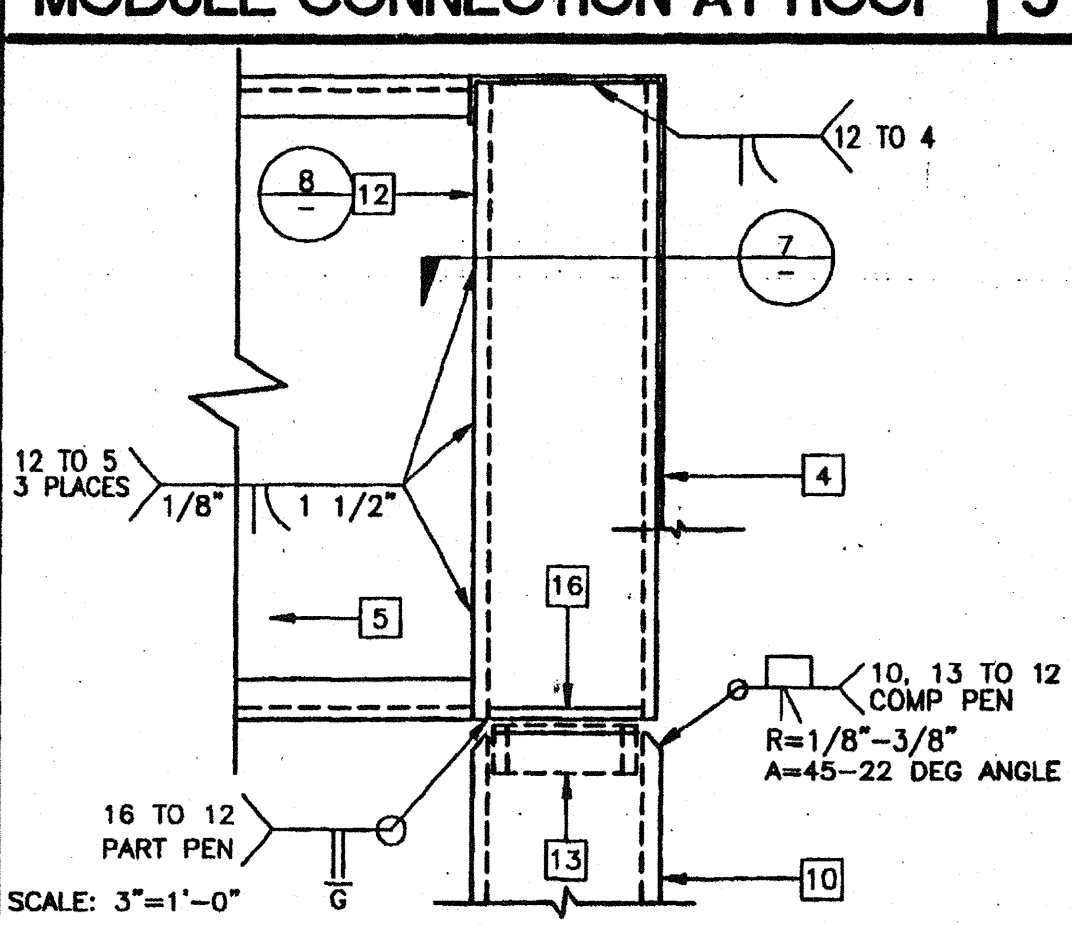 MODULE CONNECTION AT ROOF
12 TO 4
8
-
12
7
-
12 TO 5
3 PLACES
1/8" 1 1/2"
4
16
5
10, 13 TO 12
COMP PEN
R=1/8"-3/8"
A=45-22 DEG ANGLE
16 TO 12
PART PEN
G
13
10
SCALE: 3"=1'-0"